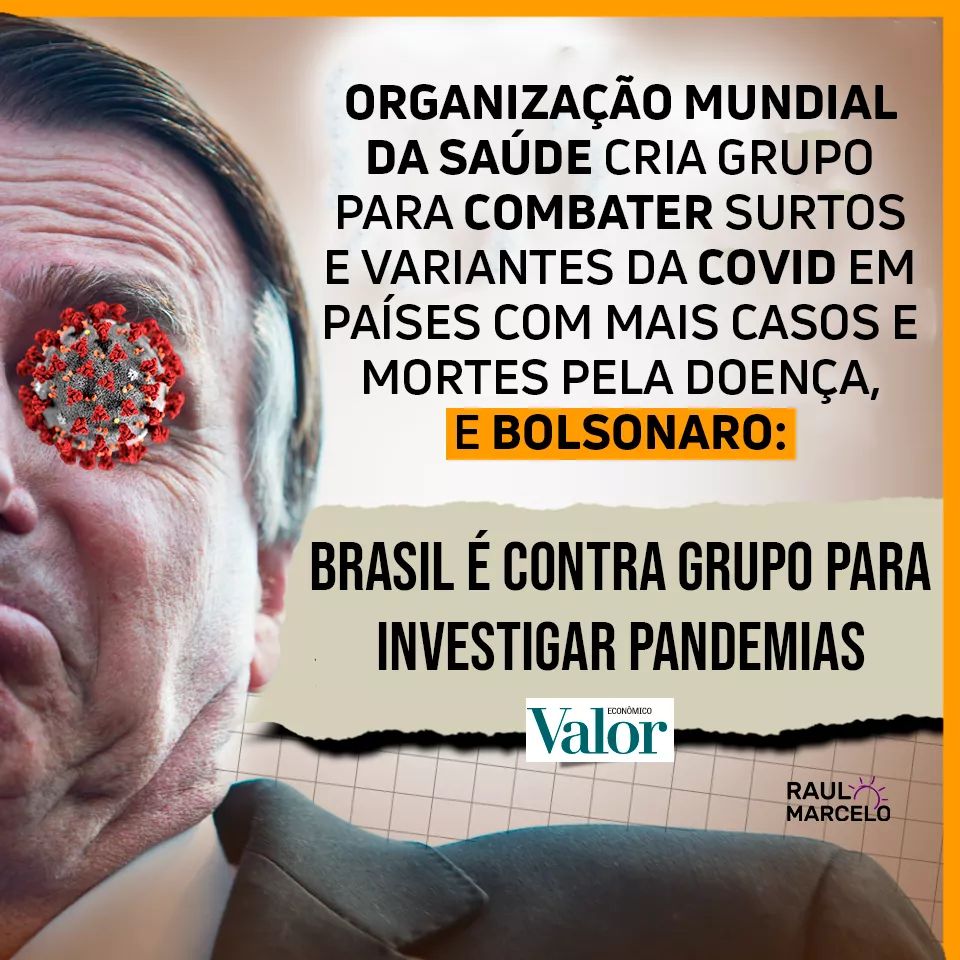 ORGANIZAÇÃO MUNDIAL
DA SAÚDE CRIA GRUPO
PARA COMBATER SURTOS
E VARIANTES DA COVID EM
PAÍSES COM MAIS CASOS E
MORTES PELA DOENÇA,
E BOLSONARO:
BRASIL É CONTRA GRUPO PARA
INVESTIGAR PANDEMIAS
ECONÔMICO
Valor
RAUL
MARCELO